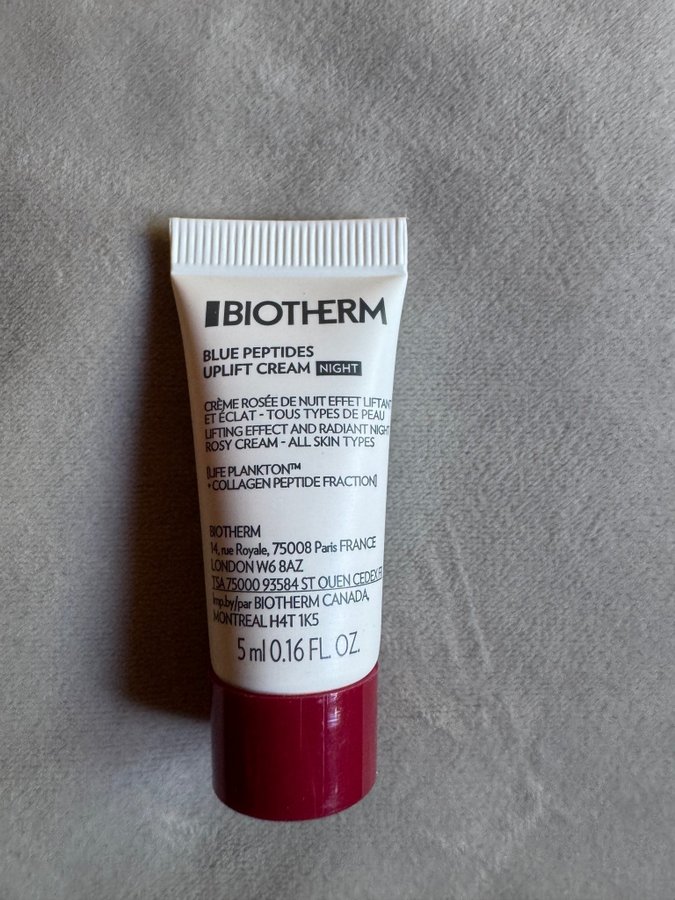 BIOTHERM
BLUE PEPTIDES
UPLIFT CREAM NIGHT
CRÈME ROSÉE DE NUIT EFFET LIFTANT
ET ÉCLAT - TOUS TYPES DE PEAU
LIFTING EFFECT AND RADIANT NIGHT
ROSY CREAM - ALL SKIN TYPES
[LIFE PLANKTON™
+ COLLAGEN PEPTIDE FRACTION]
BIOTHERM
14, rue Royale, 75008 Paris FRANCE
LONDON W6 8AZ
TSA 75000 93584 ST OUEN CEDEX
imp.by/par BIOTHERM CANADA,
MONTREAL H4T 1K5
5 ml 0.16 FL. OZ.